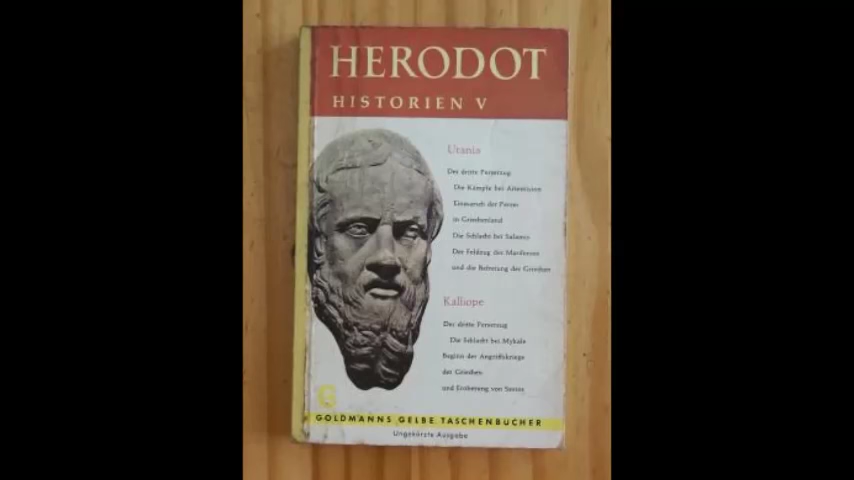 HERODOT
HISTORIEN V
Urania
Der dritte Perserzug
Die Kämpfe bei Artemision
Einmarsch der Perser
in Griechenland
Die Schlacht bei Salamis
Der Feldzug des Mardonios
und die Befreiung der Griechen
Kalliope
Der dritte Perserzug
Die Schlacht bei Mykale
Beginn der Angriffskriege
der Griechen
und Eroberung von Sestos
G
GOLDMANNS GELBE TASCHENBÜCHER
Ungekürzte Ausgabe